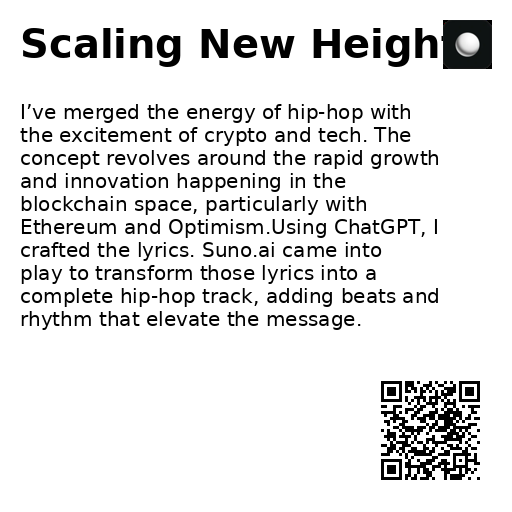 Scaling New Heigh
I’ve merged the energy of hip-hop with
the excitement of crypto and tech. The
concept revolves around the rapid growth
and innovation happening in the
blockchain space, particularly with
Ethereum and Optimism.Using ChatGPT, I
crafted the lyrics. Suno.ai came into
play to transform those lyrics into a
complete hip-hop track, adding beats and
rhythm that elevate the message.